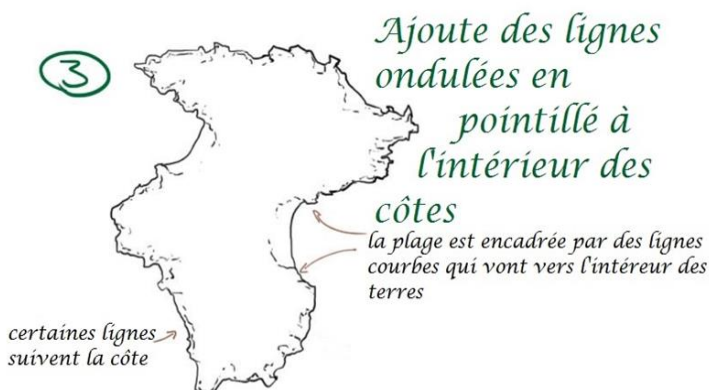 3
Ajoute des lignes
ondulées en
pointillé à
l'intérieur des
côtes
la plage est encadrée par des lignes
courbes qui vont vers l'intéreur des
terres
certaines lignes
suivent la côte